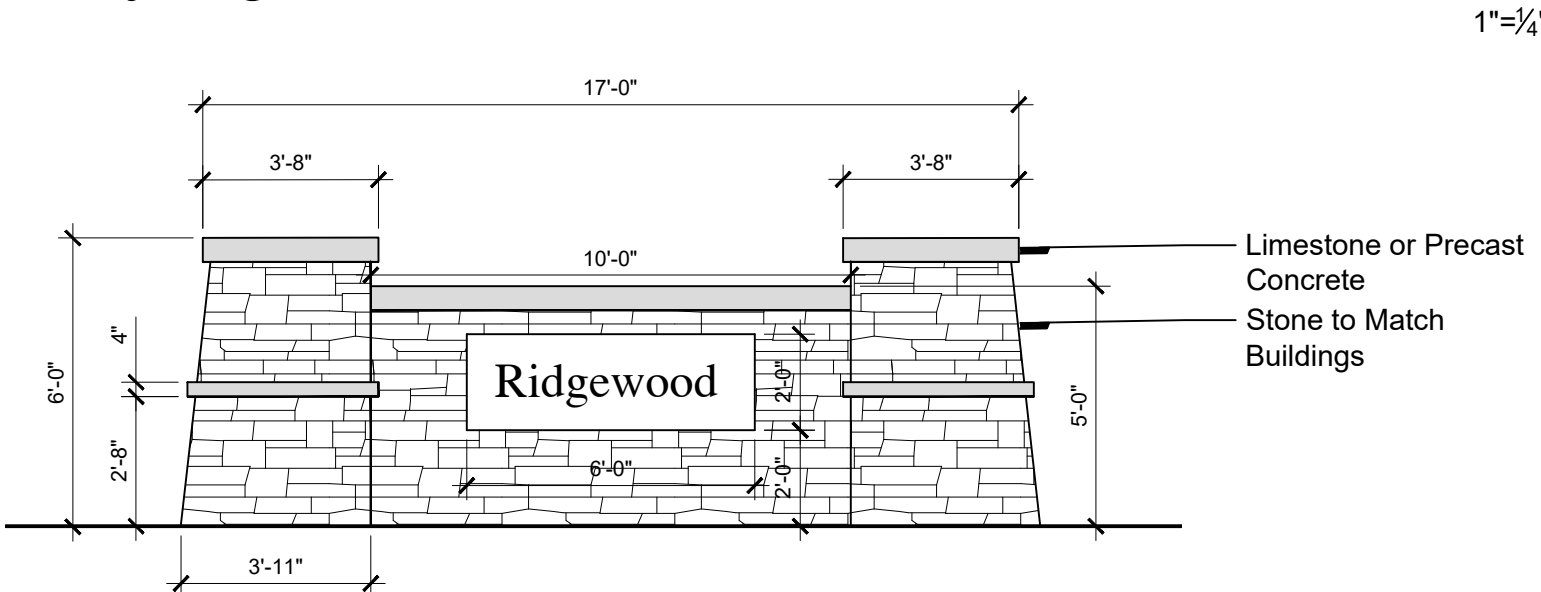 1"=¼'
17'-0"
3'-8"
3'-8"
10'-0"
Limestone or Precast
Concrete
Stone to Match
Buildings
4"
6'-0"
2'-8"
Ridgewood
2'-0"
5'-0"
6'-0"
2'-0"
3'-11"